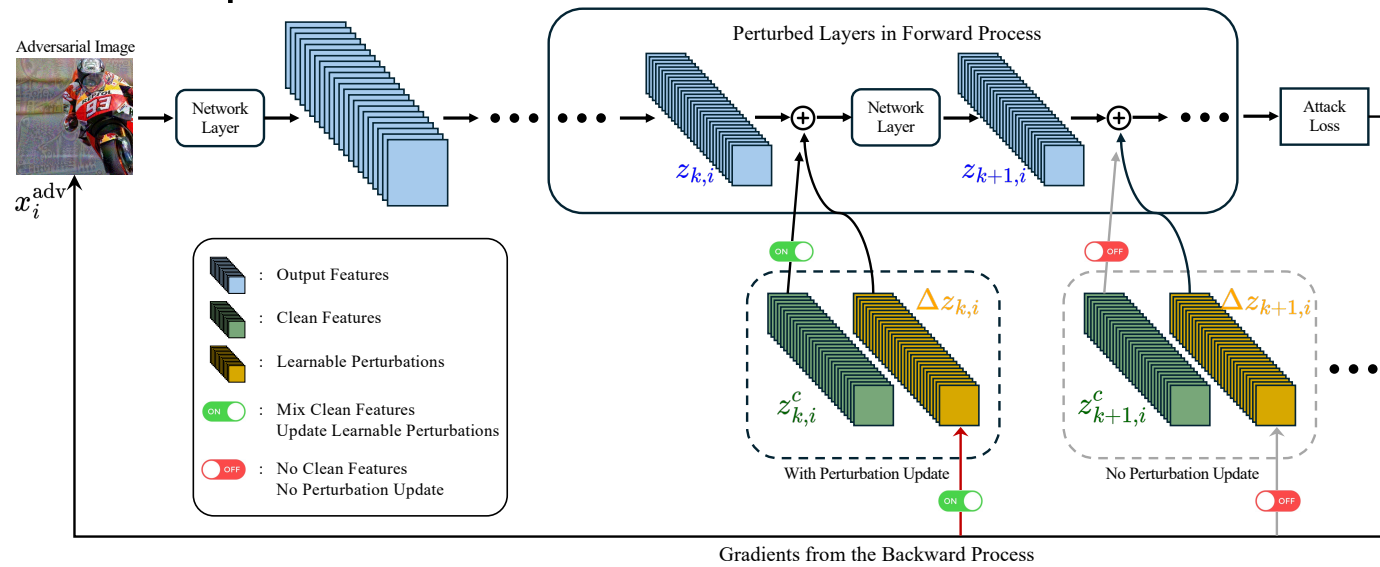 Perturbed Layers in Forward Process
Adversarial Image
93
Network
Layer
Network
Layer
Attack
Loss
z_{k,i}
z_{k+1,i}
x_i^{adv}
ON
OFF
: Output Features
: Clean Features
: Learnable Perturbations
ON : Mix Clean Features
Update Learnable Perturbations
OFF : No Clean Features
No Perturbation Update
Δz_{k,i}
Δz_{k+1,i}
z_{k,i}^c
z_{k+1,i}^c
With Perturbation Update
No Perturbation Update
ON
OFF
Gradients from the Backward Process